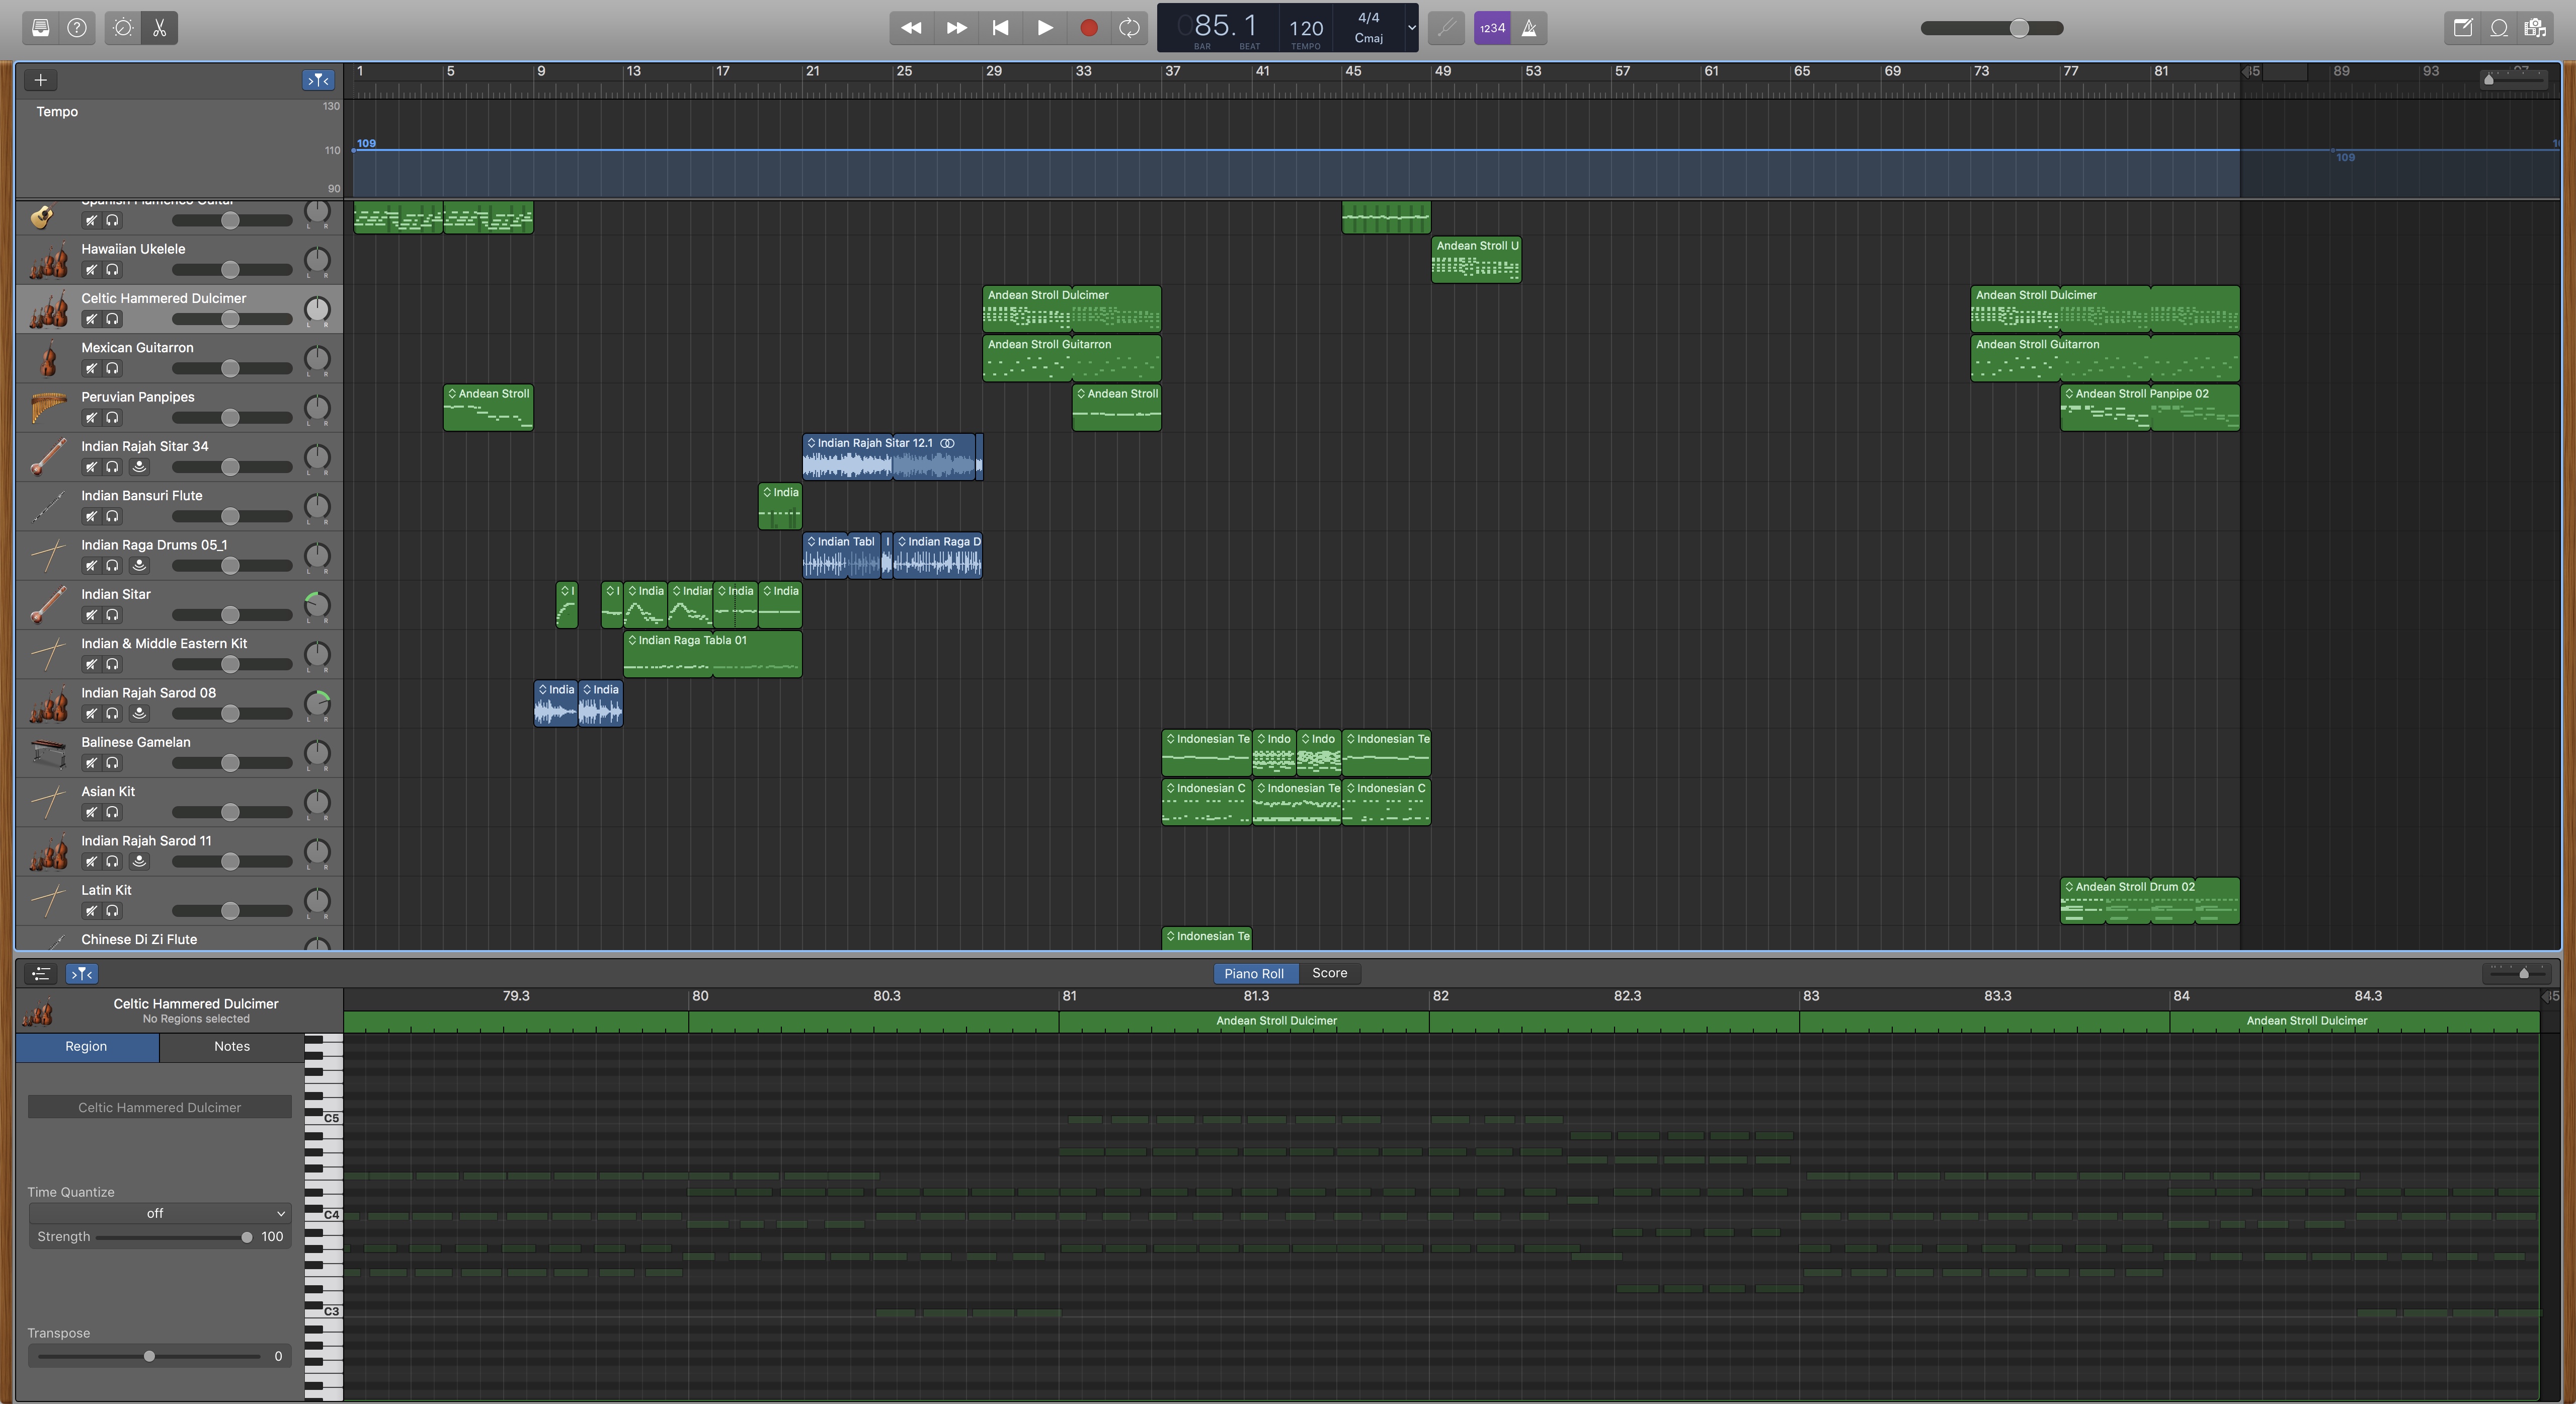 85.1 120 4/4
BAR BEAT TEMPO Cmaj
1234
1 5 9 13 17 21 25 29 33 37 41 45 49 53 57 61 65 69 73 77 81 89 93
Tempo
130
110
90
109
109
Spanish Flamenco Guitar
L R
Hawaiian Ukelele
L R
Andean Stroll U
Celtic Hammered Dulcimer
L R
Andean Stroll Dulcimer
Andean Stroll Dulcimer
Mexican Guitarron
L R
Andean Stroll Guitarron
Andean Stroll Guitarron
Peruvian Panpipes
L R
Andean Stroll
Andean Stroll
Andean Stroll Panpipe 02
Indian Rajah Sitar 34
L R
Indian Rajah Sitar 12.1
Indian Bansuri Flute
L R
India
Indian Raga Drums 05_1
L R
Indian Tabl
I
Indian Raga D
Indian Sitar
L R
I
I
India
Indian
India
India
Indian & Middle Eastern Kit
L R
Indian Raga Tabla 01
Indian Rajah Sarod 08
L R
India
India
Balinese Gamelan
L R
Indonesian Te
Indo
Indo
Indonesian Te
Asian Kit
L R
Indonesian C
Indonesian Te
Indonesian C
Indian Rajah Sarod 11
L R
Latin Kit
L R
Andean Stroll Drum 02
Chinese Di Zi Flute
Indonesian Te
Piano Roll Score
Celtic Hammered Dulcimer
No Regions selected
79.3 80 80.3 81 81.3 82 82.3 83 83.3 84 84.3
Andean Stroll Dulcimer
Andean Stroll Dulcimer
Region Notes
Celtic Hammered Dulcimer
Time Quantize
off
Strength 100
Transpose
0
C5
C4
C3